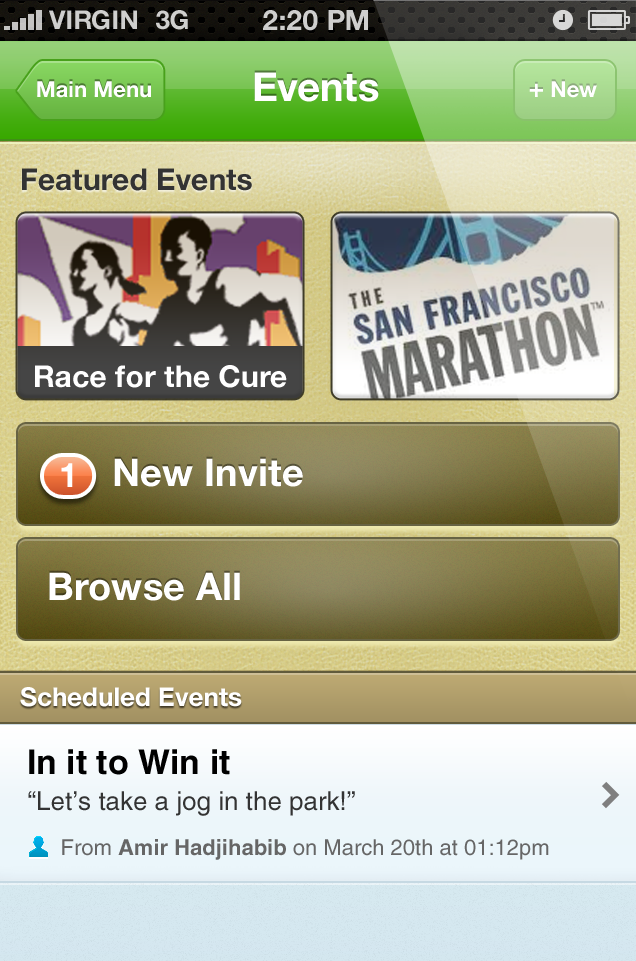 VIRGIN 3G 2:20 PM
Main Menu Events + New
Featured Events
THE
SAN FRANCISCO
MARATHON™
Race for the Cure
1 New Invite
Browse All
Scheduled Events
In it to Win it
“Let’s take a jog in the park!”
From Amir Hadjihabib on March 20th at 01:12pm